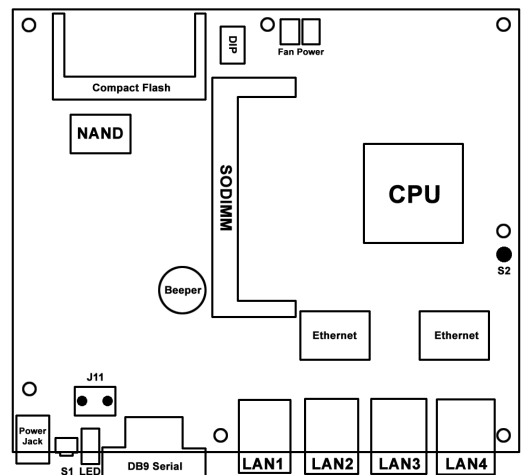 DIP
Fan Power
Compact Flash
NAND
SODIMM
CPU
S2
Beeper
Ethernet
Ethernet
J11
Power
Jack
S1 LED
DB9 Serial
LAN1
LAN2
LAN3
LAN4